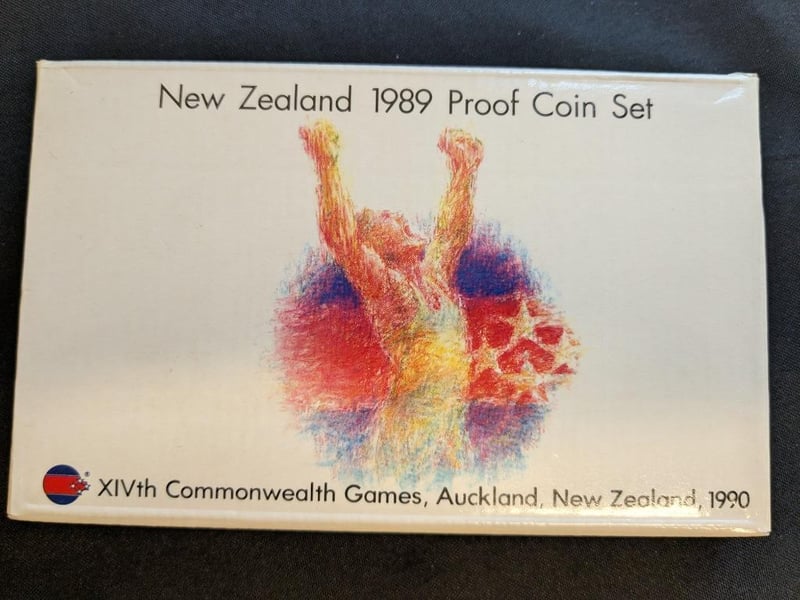 New Zealand 1989 Proof Coin Set
® XIVth Commonwealth Games, Auckland, New Zealand, 1990